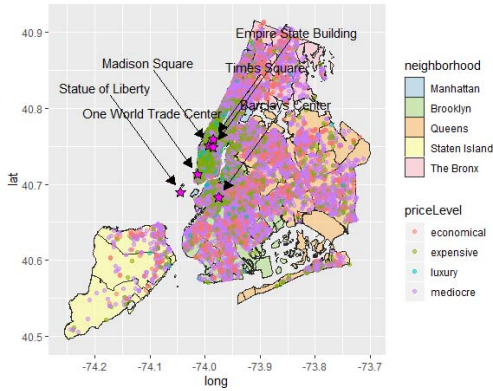 Empire State Building
Madison Square
Times Square
Statue of Liberty
One World Trade Center
Barclays Center
lat
40.9
40.8
40.7
40.6
40.5
-74.2
-74.1
-74.0
-73.9
-73.8
-73.7
long
neighborhood
Manhattan
Brooklyn
Queens
Staten Island
The Bronx
priceLevel
economical
expensive
luxury
mediocre